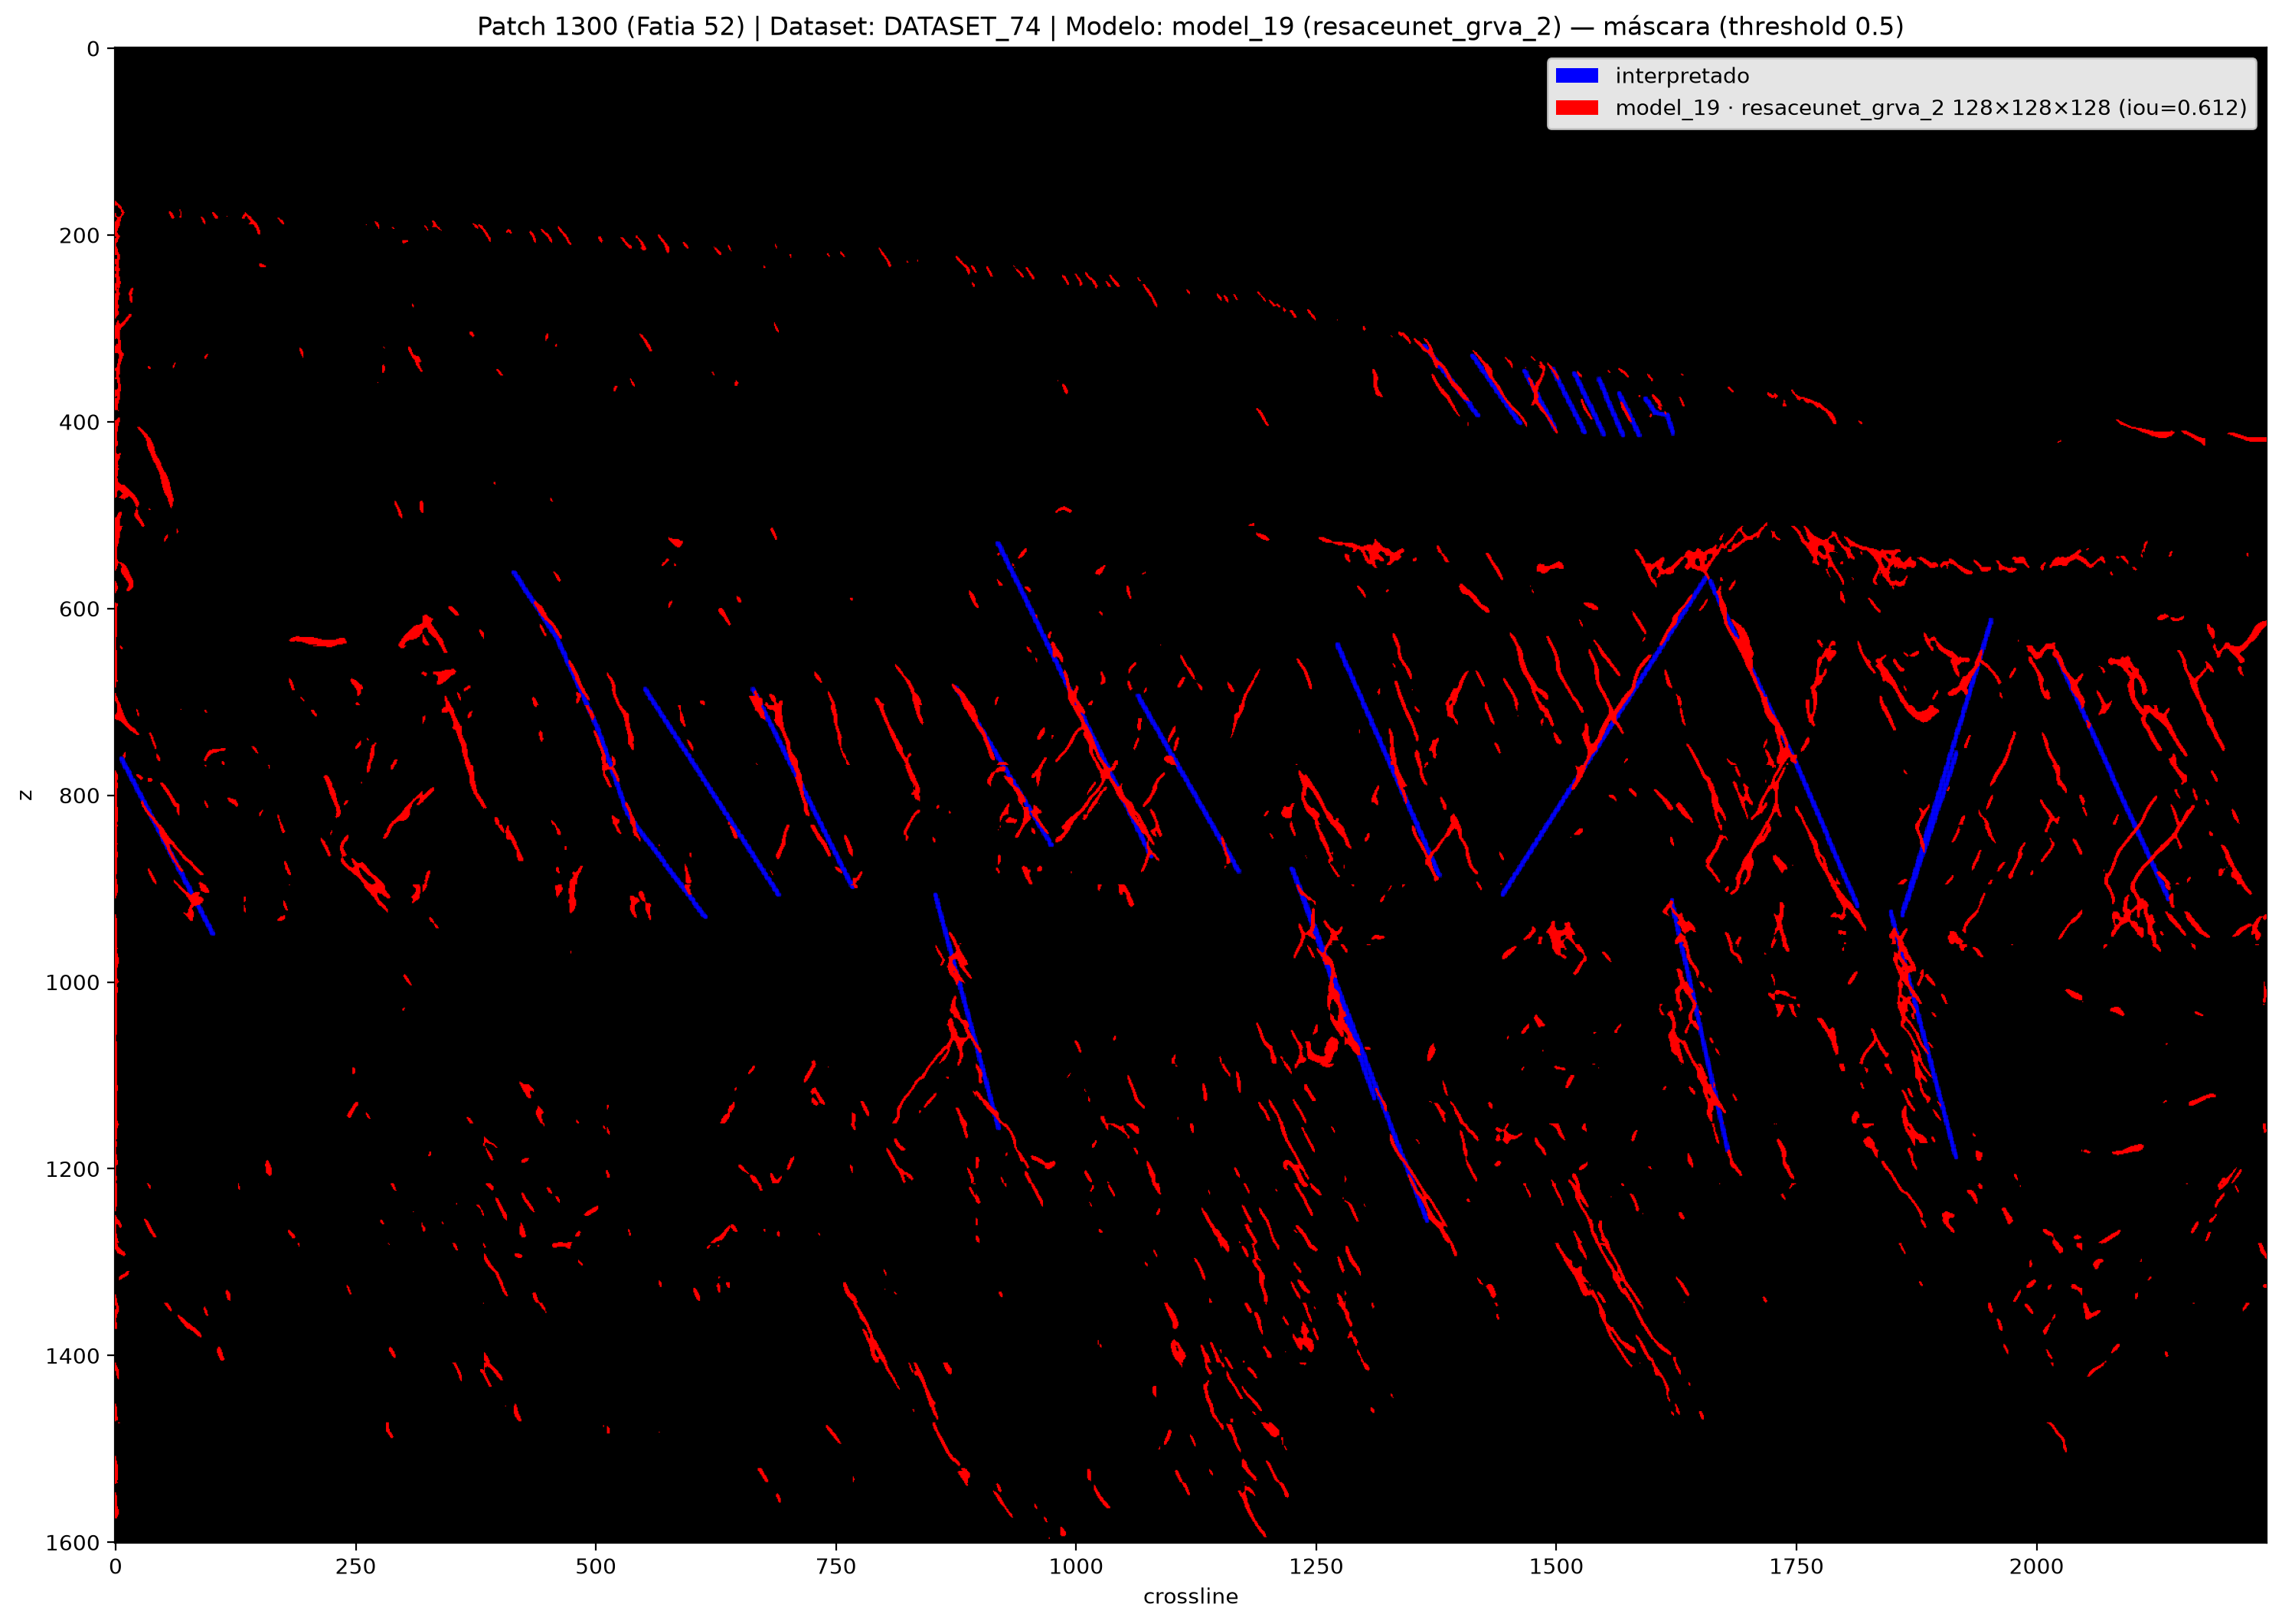 Patch 1300 (Fatia 52) | Dataset: DATASET_74 | Modelo: model_19 (resaceunet_grva_2) — máscara (threshold 0.5)
interpretado
model_19 · resaceunet_grva_2 128×128×128 (iou=0.612)
0
200
400
600
800
1000
1200
1400
1600
z
0 250 500 750 1000 1250 1500 1750 2000
crossline